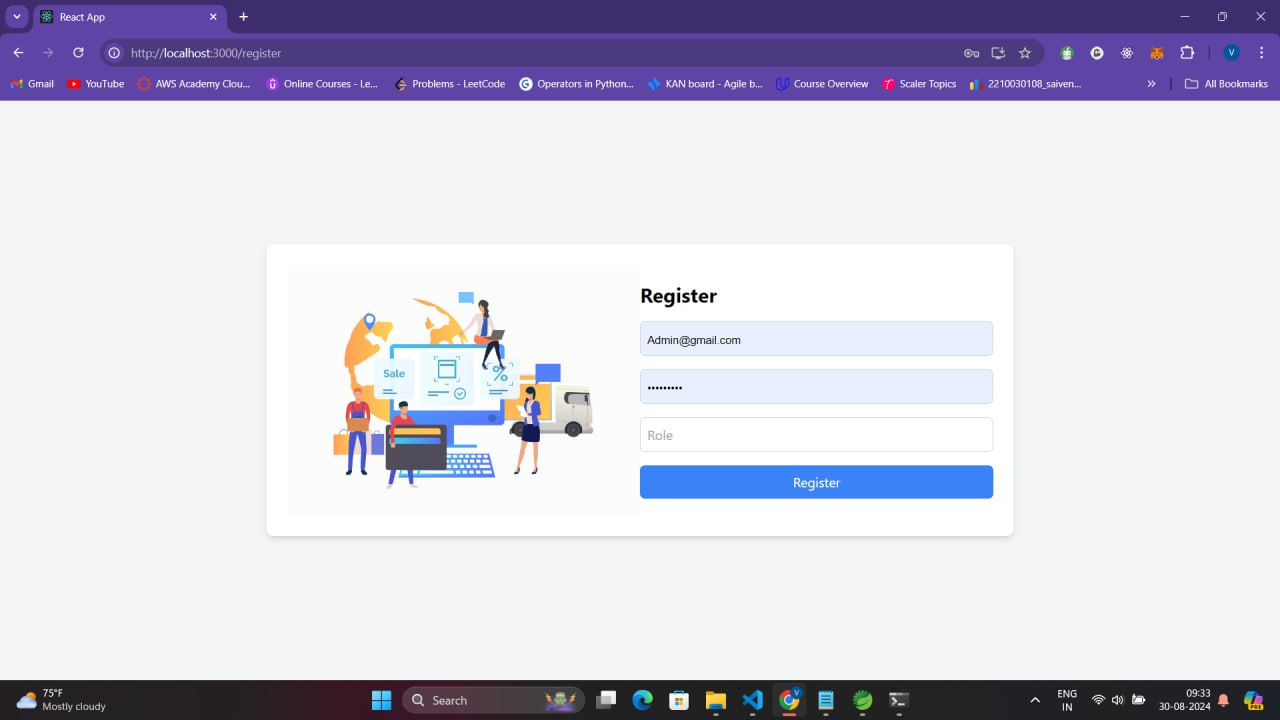 React App
http://localhost:3000/register
Gmail
YouTube
AWS Academy Clou...
Online Courses - Le...
Problems - LeetCode
Operators in Python...
KAN board - Agile b...
Course Overview
Scaler Topics
2210030108_saiven...
All Bookmarks
Sale
Register
Admin@gmail.com
•••••••••
Role
Register
75°F
Mostly cloudy
Search
ENG
IN
09:33
30-08-2024